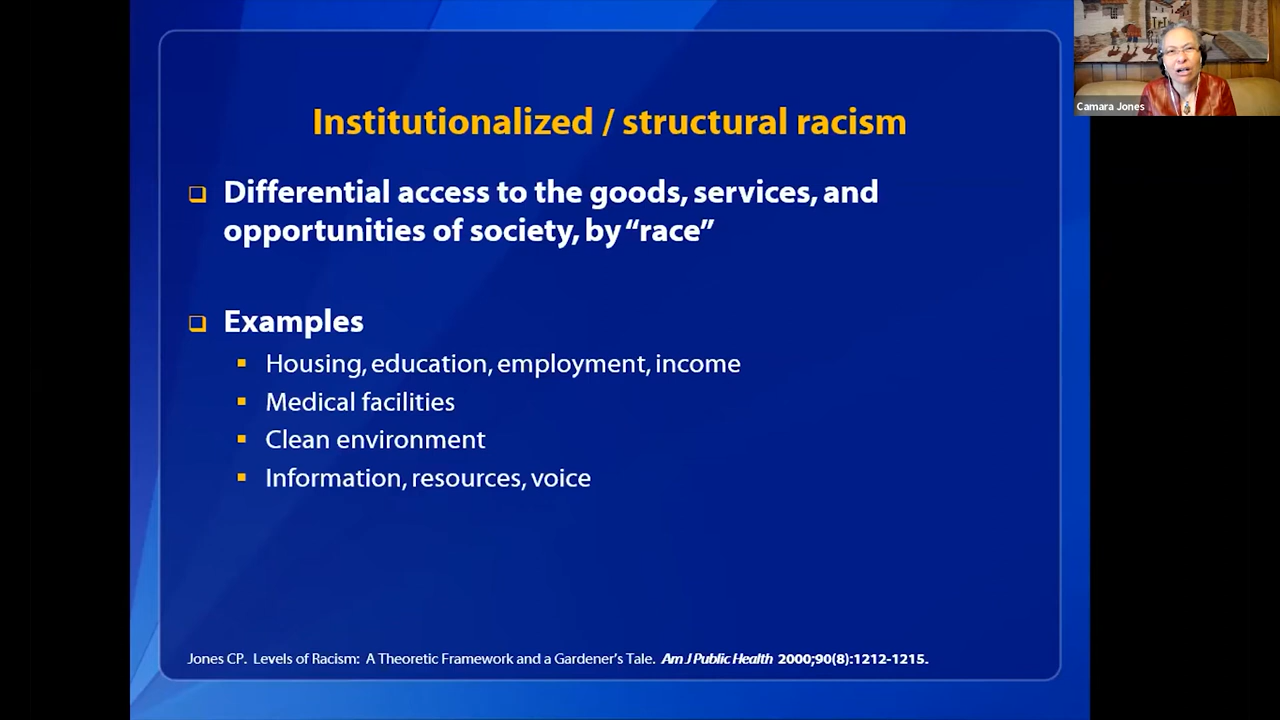 Institutionalized / structural racism
Differential access to the goods, services, and
opportunities of society, by “race”
Examples
Housing, education, employment, income
Medical facilities
Clean environment
Information, resources, voice
Jones CP. Levels of Racism: A Theoretic Framework and a Gardener’s Tale. Am J Public Health 2000;90(8):1212-1215.
Camara Jones